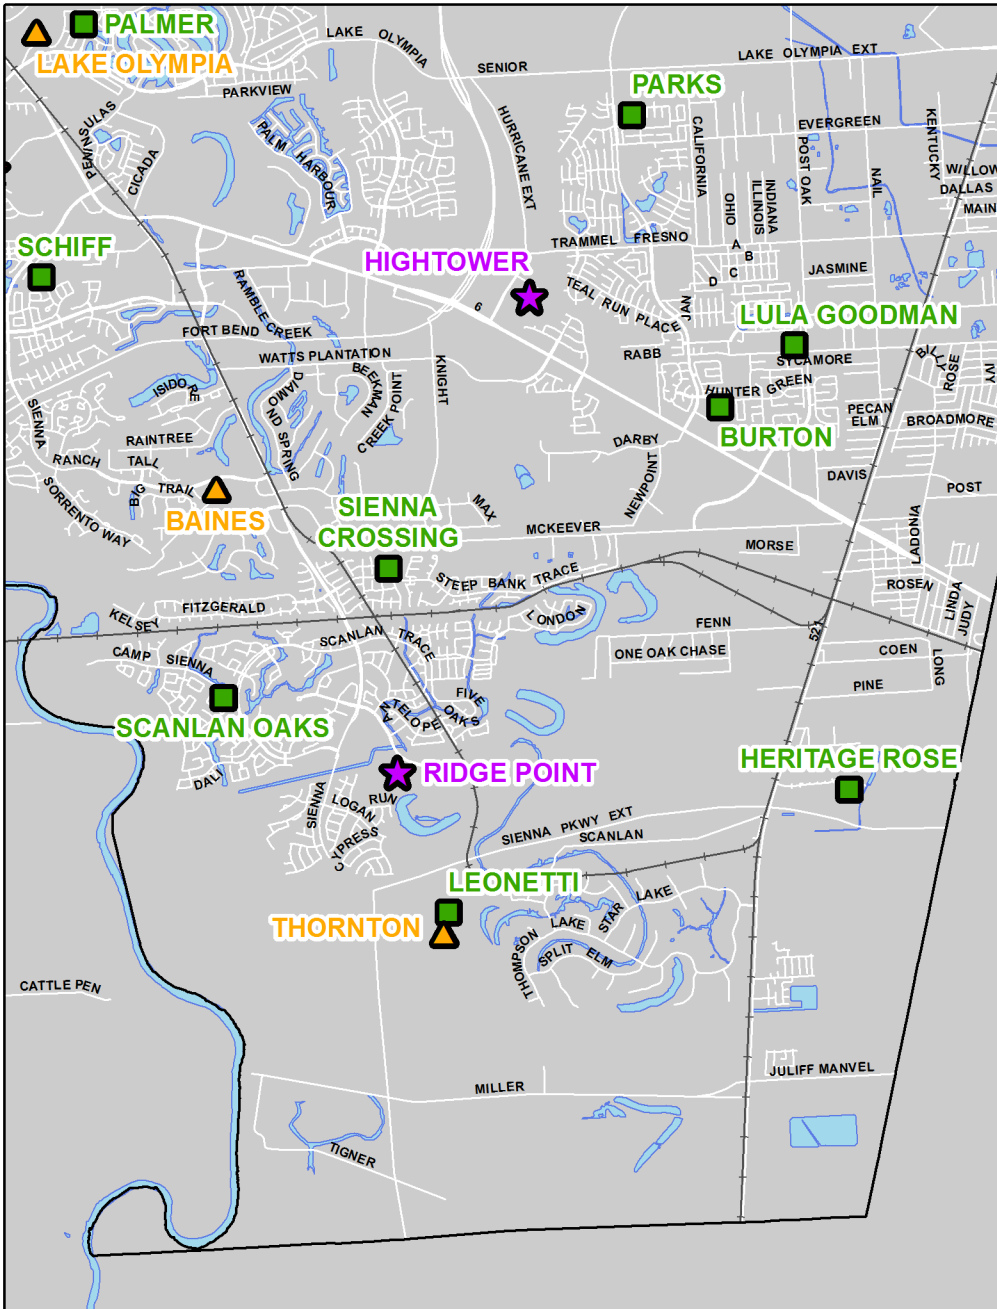 PALMER
LAKE OLYMPIA
LAKE OLYMPIA
SENIOR
LAKE OLYMPIA EXT
PARKVIEW
PARKS
PENINSULAS
CICADA
PALM HARBOUR
HURRICANE EXT
CALIFORNIA
EVERGREEN
POST OAK
NAIL
KENTUCKY
WILLOW
DALLAS
MAIN
OHIO
ILLINOIS
INDIANA
SCHIFF
HIGHTOWER
TRAMMEL FRESNO
A
B
C
D
JASMINE
RAMBLE CREEK
6
TEAL RUN PLACE
JAN
LULA GOODMAN
FORT BEND
WATTS PLANTATION
KNIGHT
RABB
SYCAMORE
BILLY
ROSE
IVY
ISIDORE
DIAMOND SPRING
BEEKMAN
CREEK POINT
HUNTER GREEN
BURTON
PECAN
ELM
BROADMORE
SIENNA
RANCH
RAINTREE
TALL
BIG
TRAIL
SORRENTO WAY
BAINES
DARBY
NEWPOINT
DAVIS
POST
SIENNA
CROSSING
MAX
MCKEEVER
MORSE
LADONIA
STEEP BANK TRACE
ROSEN
LINDA
JUDY
KELSEY
FITZGERALD
LONDON
SCANLAN TRACE
FENN
521
CAMP SIENNA
ONE OAK CHASE
COEN
LONG
PINE
SCANLAN OAKS
ANTELOPE
FIVE
OAKS
DALI
RIDGE POINT
HERITAGE ROSE
SIENNA
LOGAN
RUN
CYPRESS
SIENNA PKWY EXT
SCANLAN
LEONETTI
THORNTON
THOMPSON
LAKE
STAR
LAKE
SPLIT ELM
CATTLE PEN
MILLER
JULIFF MANVEL
TIGNER